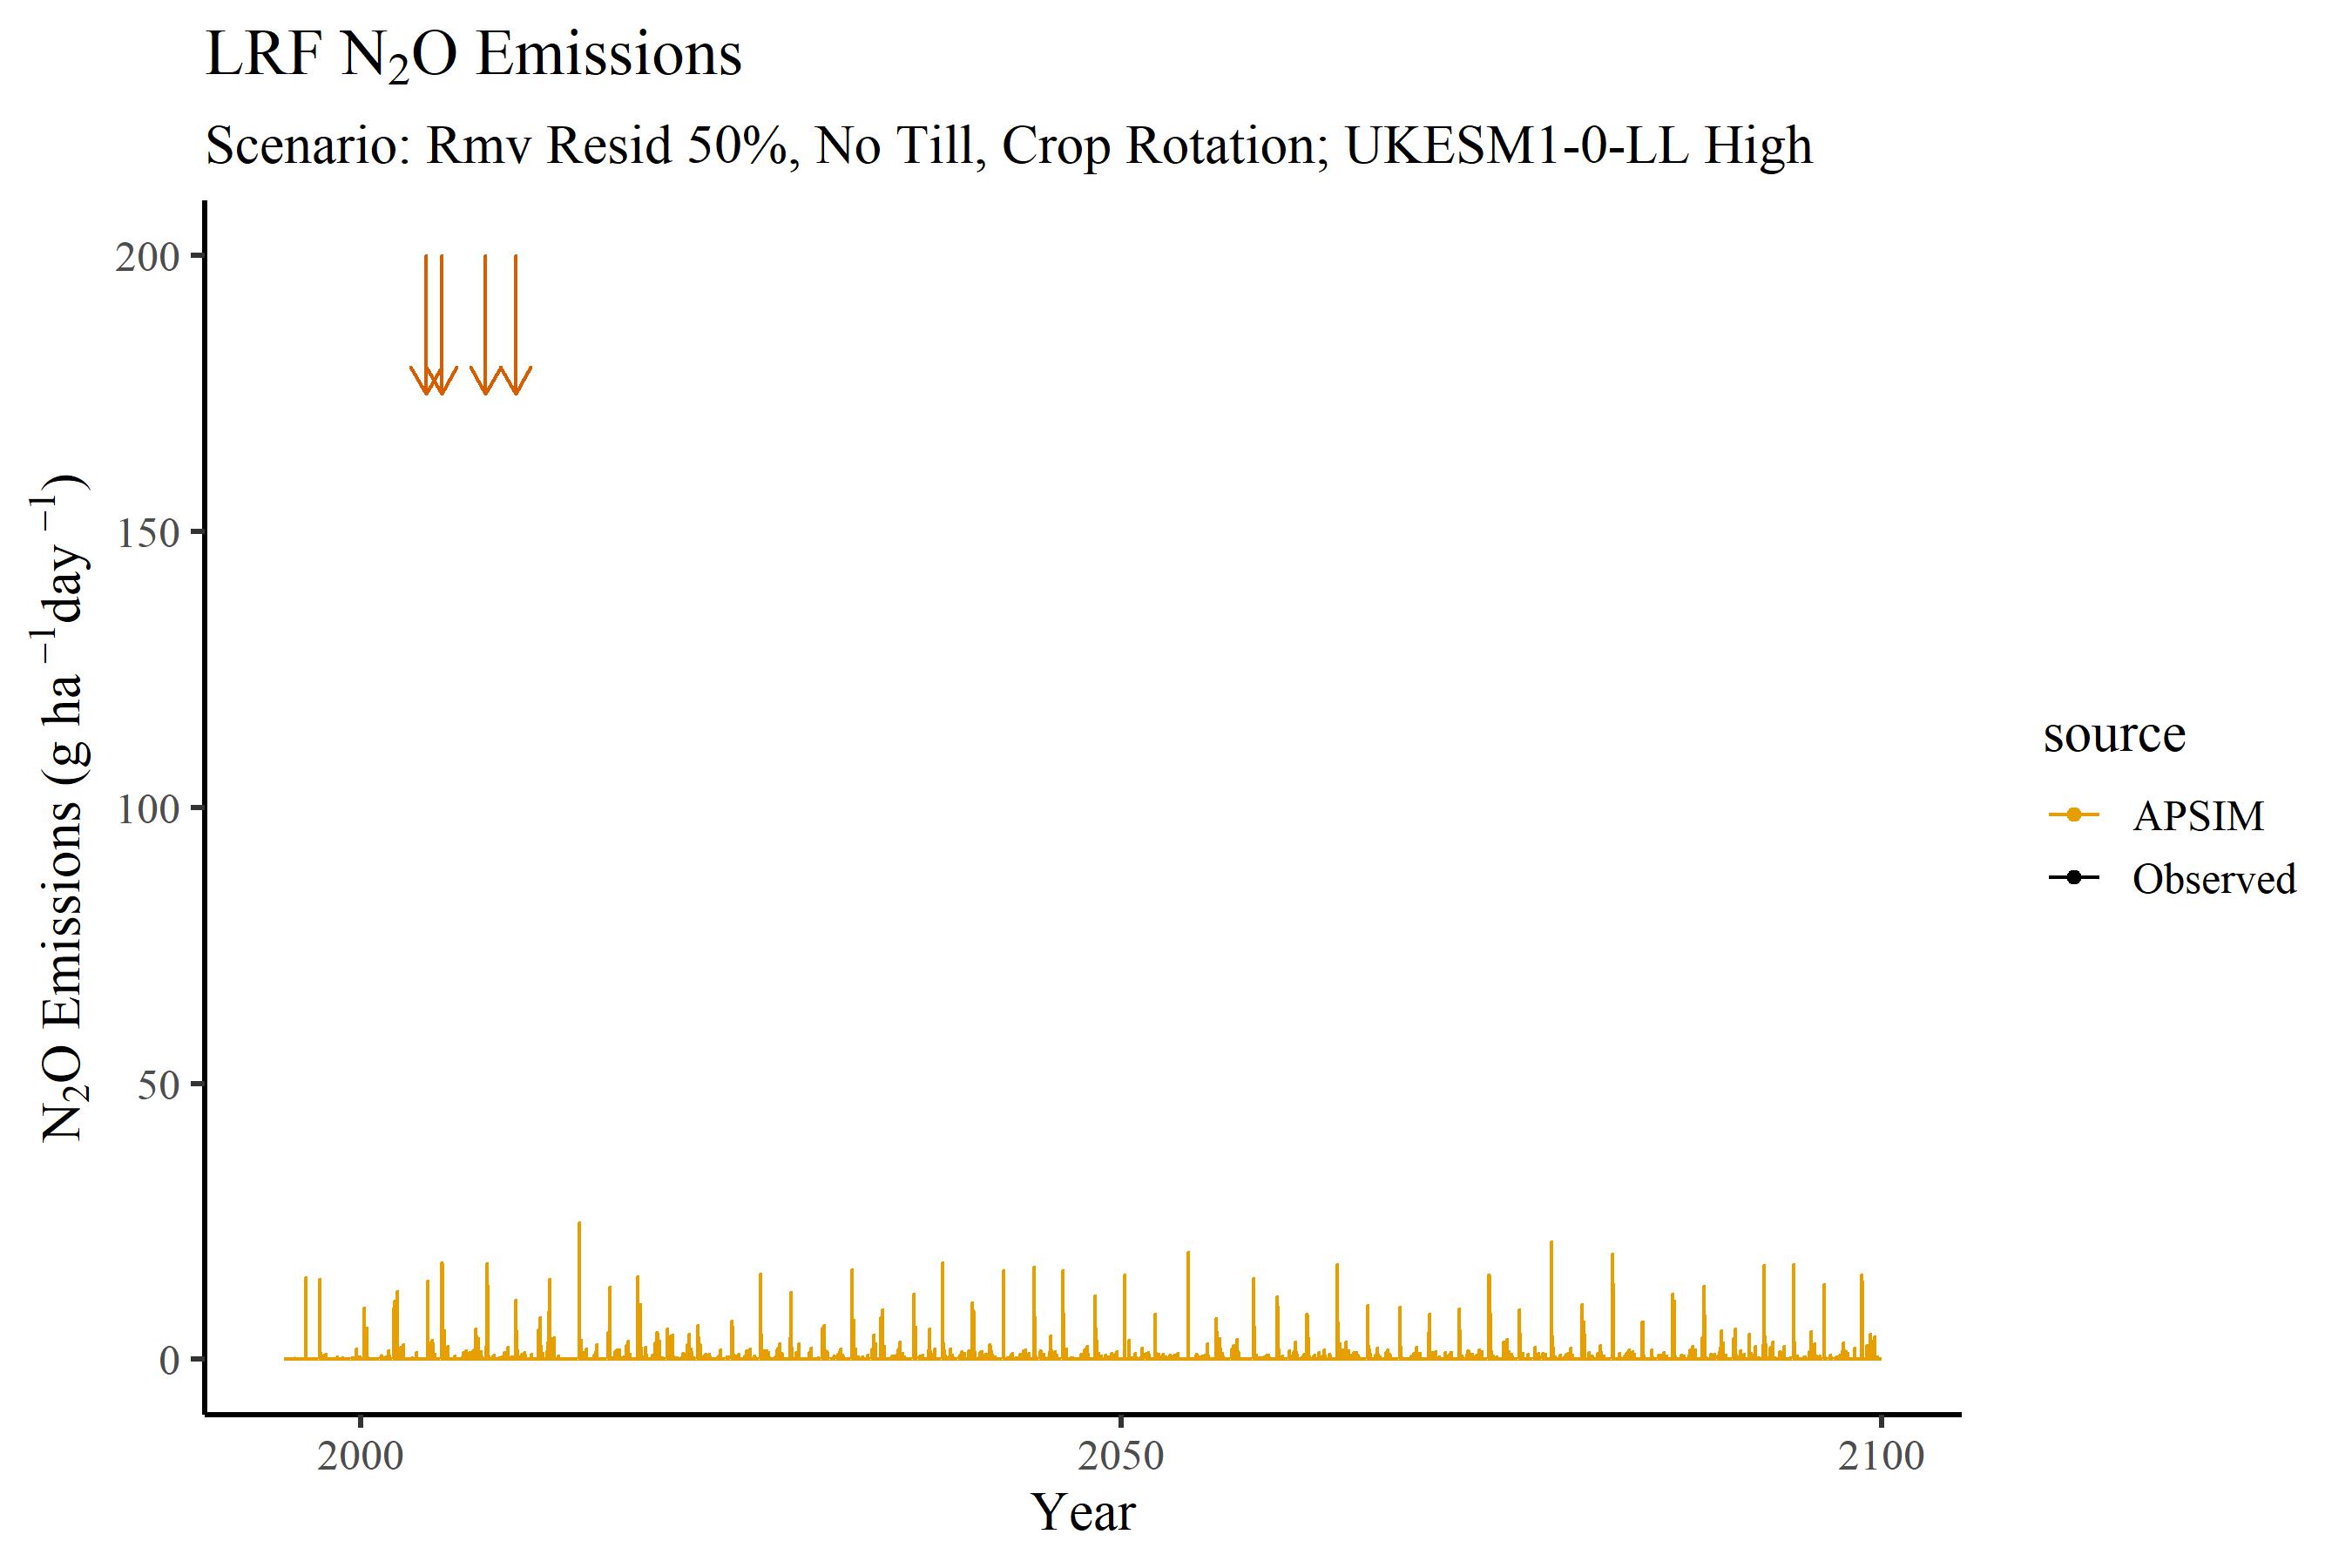 LRF N₂O Emissions
Scenario: Rmv Resid 50%, No Till, Crop Rotation; UKESM1-0-LL High
N₂O Emissions (g ha ⁻¹day ⁻¹)
200
150
100
50
0
2000
2050
2100
Year
source
APSIM
Observed